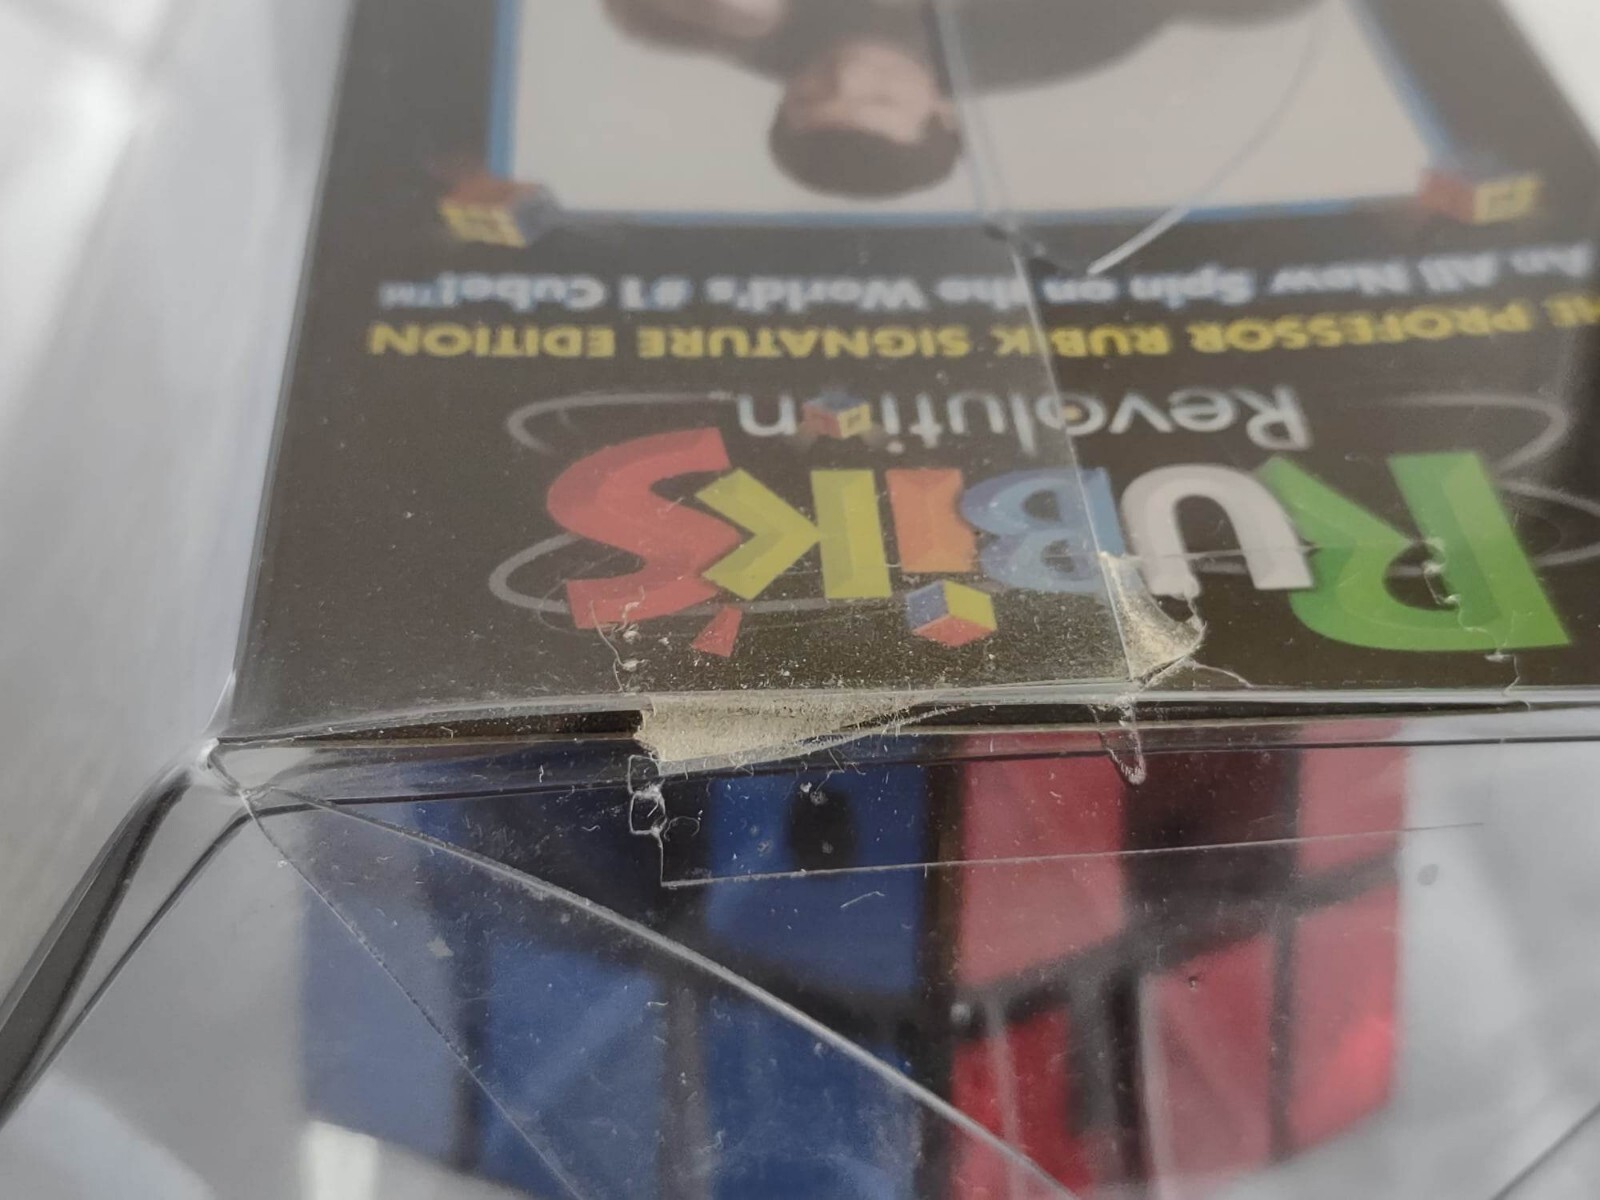 RUBIK'S
Revolution
THE PROFESSOR RUBIK SIGNATURE EDITION
An All New Spin on the World's #1 Cube!™